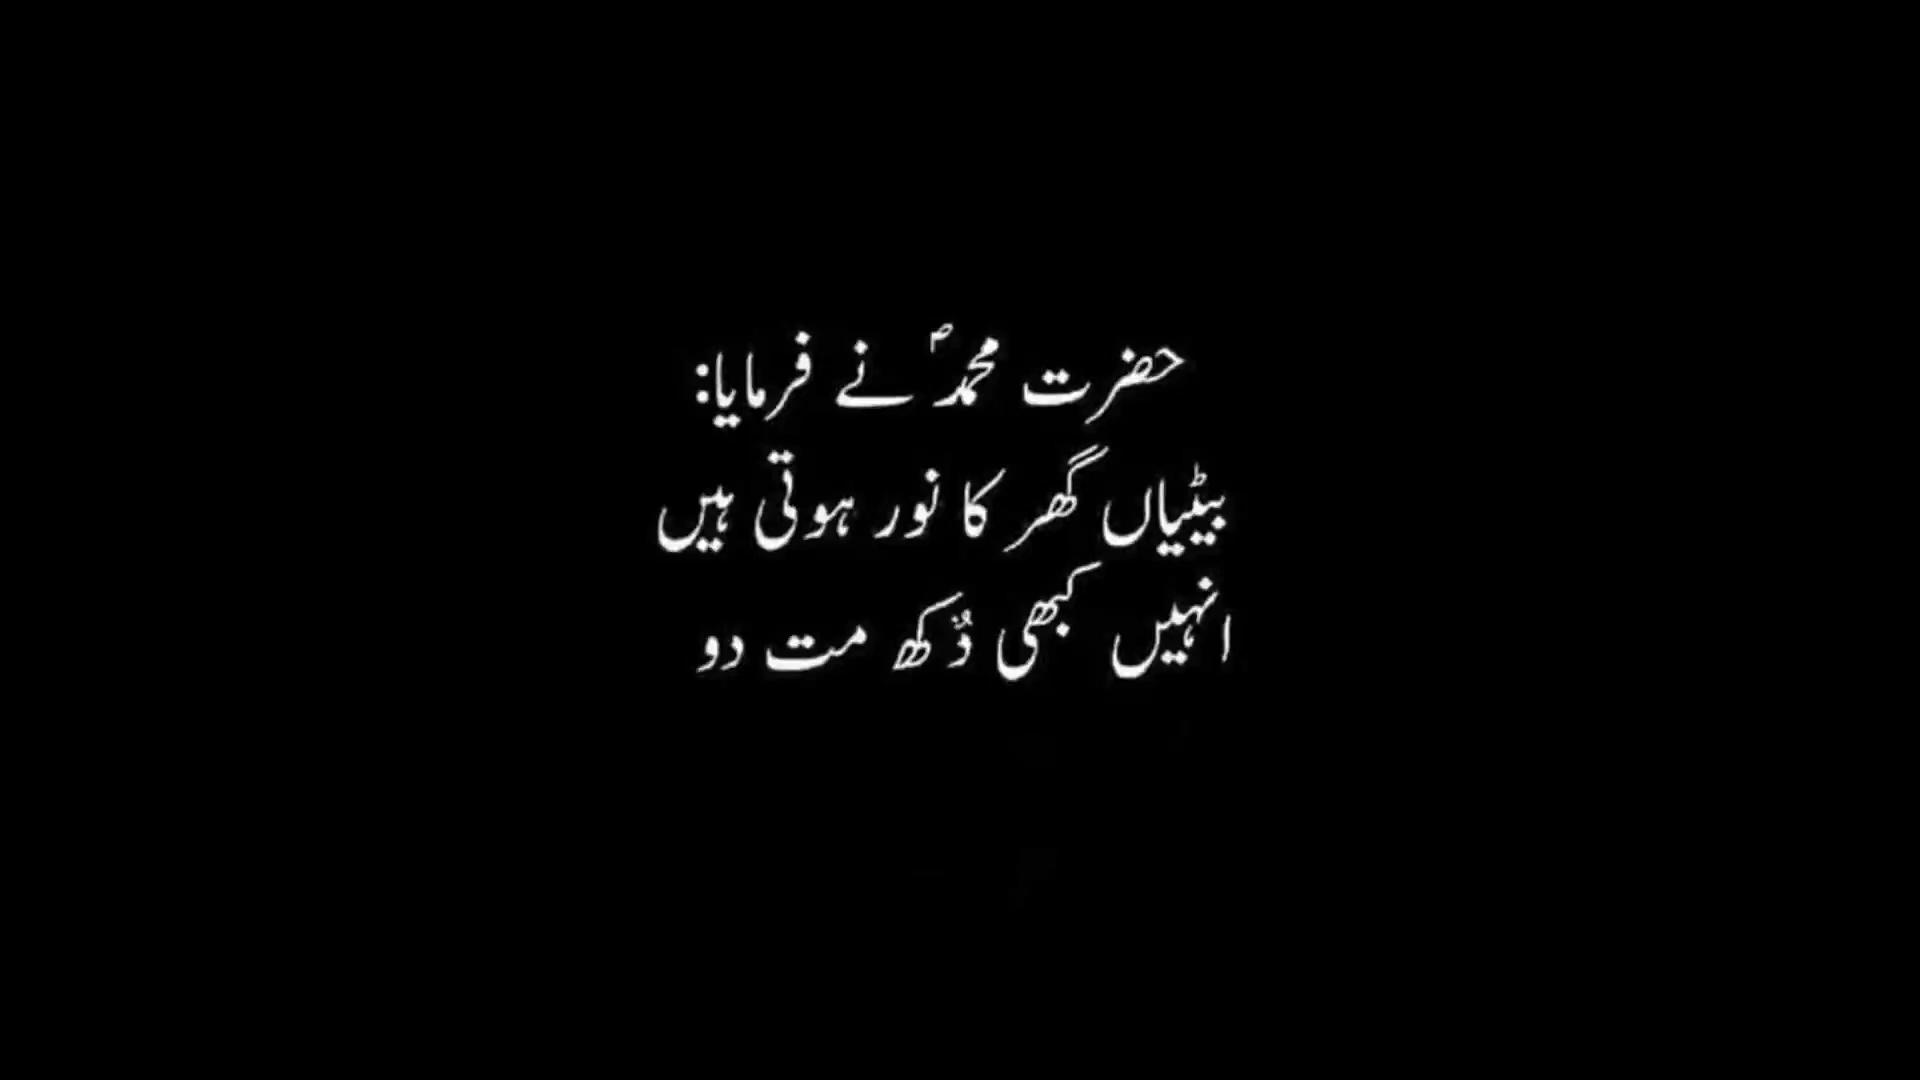 حضرت محمدؐ نے فرمایا:
بیٹیاں گھر کا نور ہوتی ہیں
انہیں کبھی دُکھ مت دو